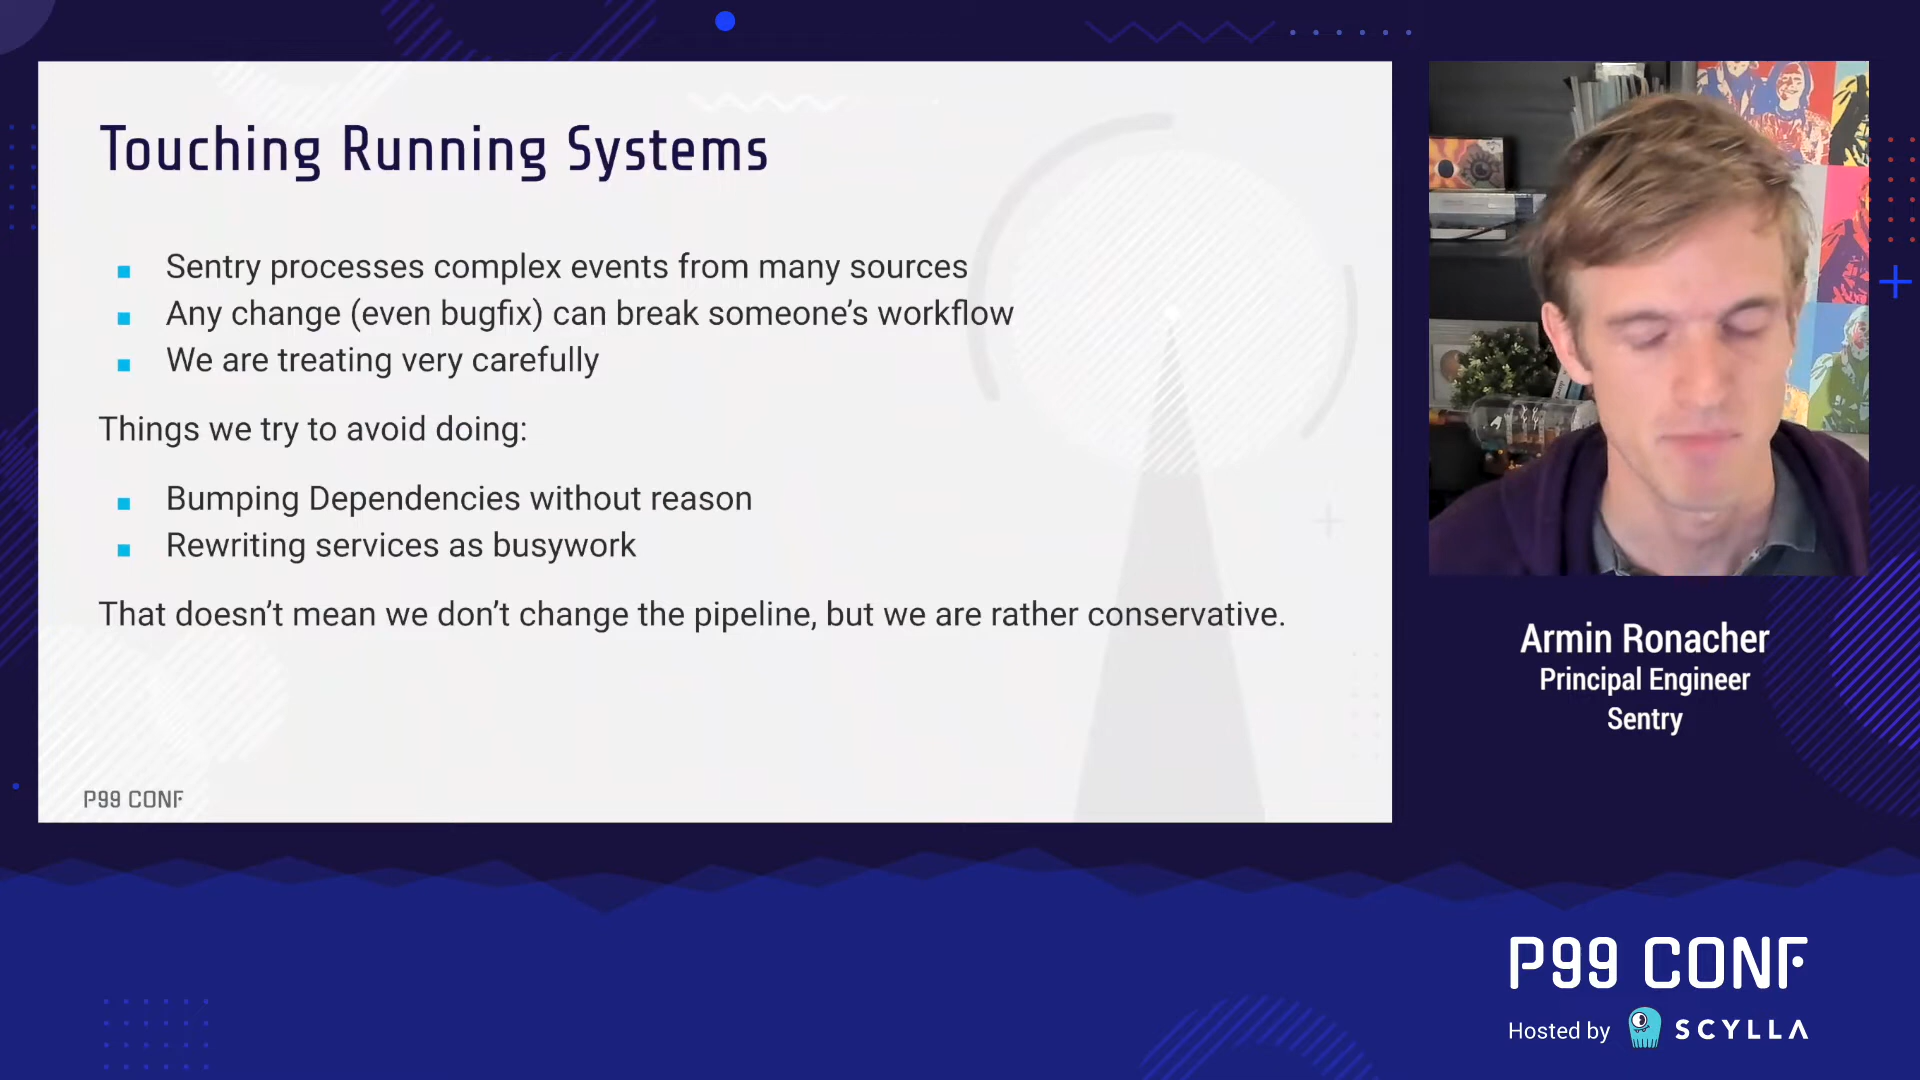 Touching Running Systems
Sentry processes complex events from many sources
Any change (even bugfix) can break someone’s workflow
We are treating very carefully
Things we try to avoid doing:
Bumping Dependencies without reason
Rewriting services as busywork
That doesn’t mean we don’t change the pipeline, but we are rather conservative.
P99 CONF
Armin Ronacher
Principal Engineer
Sentry
P99 CONF
Hosted by SCYLLA